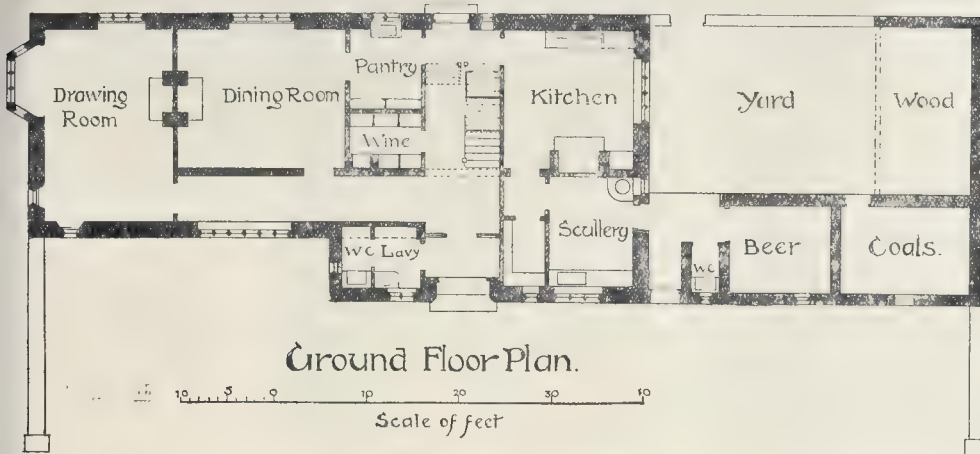 Drawing
Room
Dining Room
Pantry
Wine
Kitchen
Yard
Wood
WC Lavy
Scullery
WC
Beer
Coals.
Ground Floor Plan.
10 5 0 10 20 30 40
Scale of feet